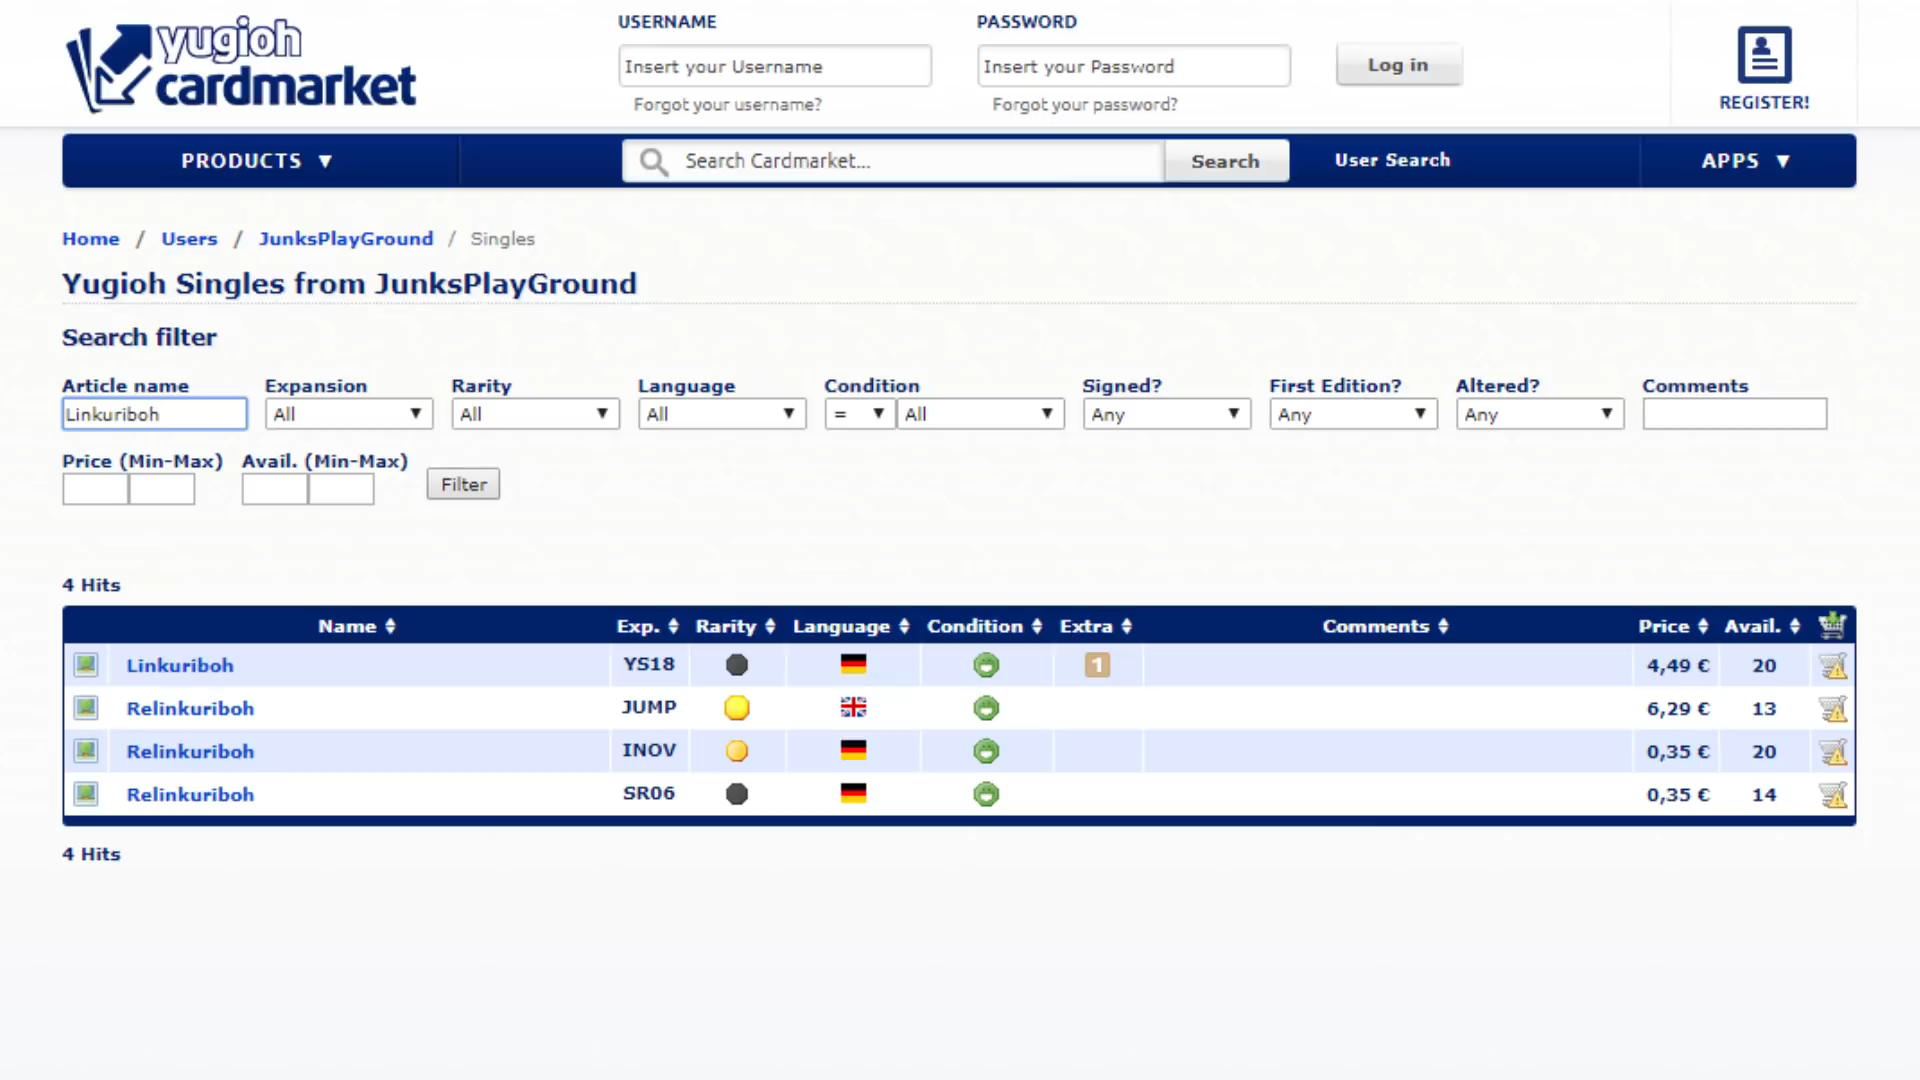 yugioh
cardmarket
USERNAME
Insert your Username
Forgot your username?
PASSWORD
Insert your Password
Forgot your password?
Log in
REGISTER!
PRODUCTS ▼
Search Cardmarket...
Search
User Search
APPS ▼
Home / Users / JunksPlayGround / Singles
Yugioh Singles from JunksPlayGround
Search filter
Article name Expansion Rarity Language Condition Signed? First Edition? Altered? Comments
Linkuriboh All All All = All Any Any Any
Price (Min-Max) Avail. (Min-Max)
Filter
4 Hits
Name Exp. Rarity Language Condition Extra Comments Price Avail.
Linkuriboh YS18 1 4,49 € 20
Relinkuriboh JUMP 6,29 € 13
Relinkuriboh INOV 0,35 € 20
Relinkuriboh SR06 0,35 € 14
4 Hits